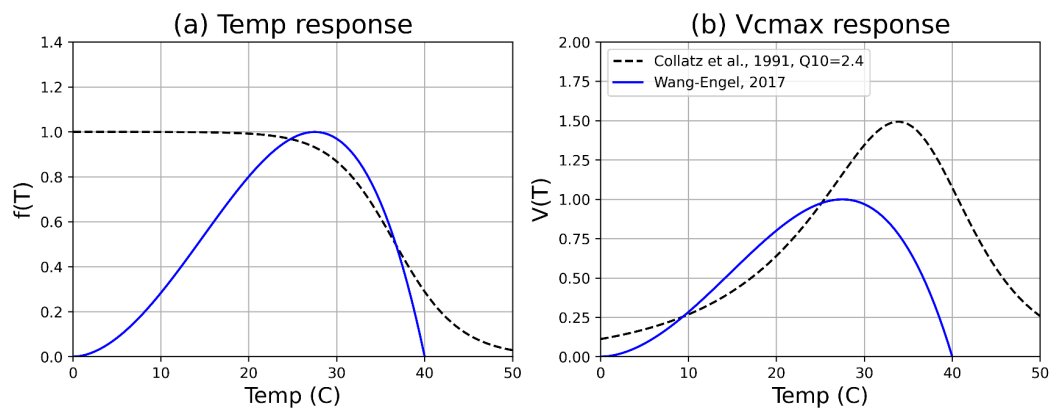 (a) Temp response
f(T)
1.4
1.2
1.0
0.8
0.6
0.4
0.2
0.0
0 10 20 30 40 50
Temp (C)
(b) Vcmax response
V(T)
2.00
1.75
1.50
1.25
1.00
0.75
0.50
0.25
0.00
Collatz et al., 1991, Q10=2.4
Wang-Engel, 2017
0 10 20 30 40 50
Temp (C)